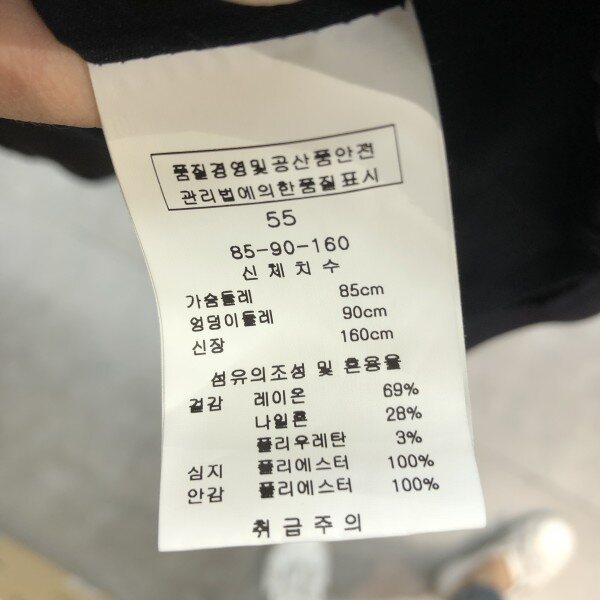 품질경영및공산품안전
관리법에의한품질표시
55
85-90-160
신 체 치 수
가슴둘레 85cm
엉덩이둘레 90cm
신장 160cm
섬유의조성 및 혼용율
겉감 레이온 69%
나일론 28%
폴리우레탄 3%
심지 폴리에스터 100%
안감 폴리에스터 100%
취 급 주 의